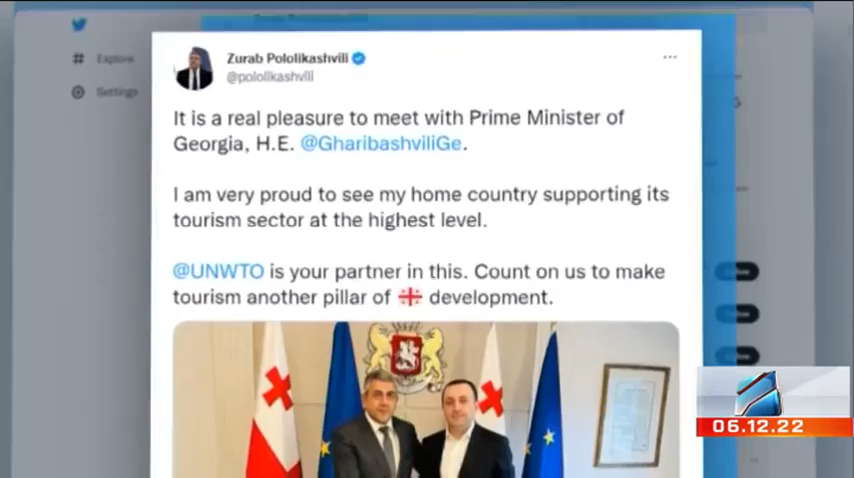 Zurab Pololikashvili
Explore
@pololikashvili
Settings
It is a real pleasure to meet with Prime Minister of
Georgia, H.E. @GharibashviliGe.
I am very proud to see my home country supporting its
tourism sector at the highest level.
@UNWTO is your partner in this. Count on us to make
tourism another pillar of 🇬🇪 development.
06.12.22